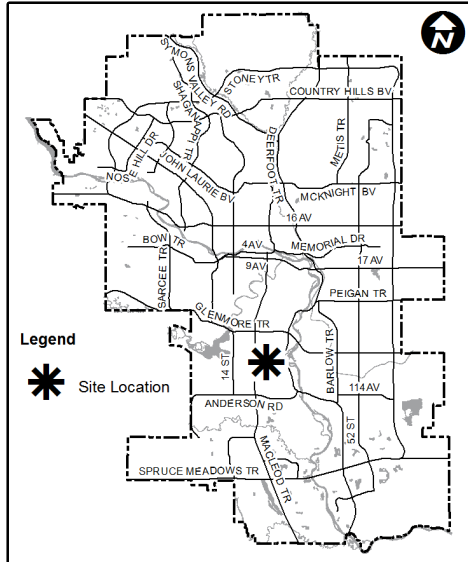 N
SYMONS VALLEY RD
STONEY TR
COUNTRY HILLS BV
SHAGANAPPI TR
METIS TR
DEERFOOT TR
NOSE HILL DR
JOHN LAURIE BV
MCKNIGHT BV
16 AV
BOW TR
4 AV
MEMORIAL DR
9 AV
17 AV
SARCEE TR
PEIGAN TR
GLENMORE TR
Legend
Site Location
14 ST
BARLOW TR
114 AV
ANDERSON RD
52 ST
MACLEOD TR
SPRUCE MEADOWS TR